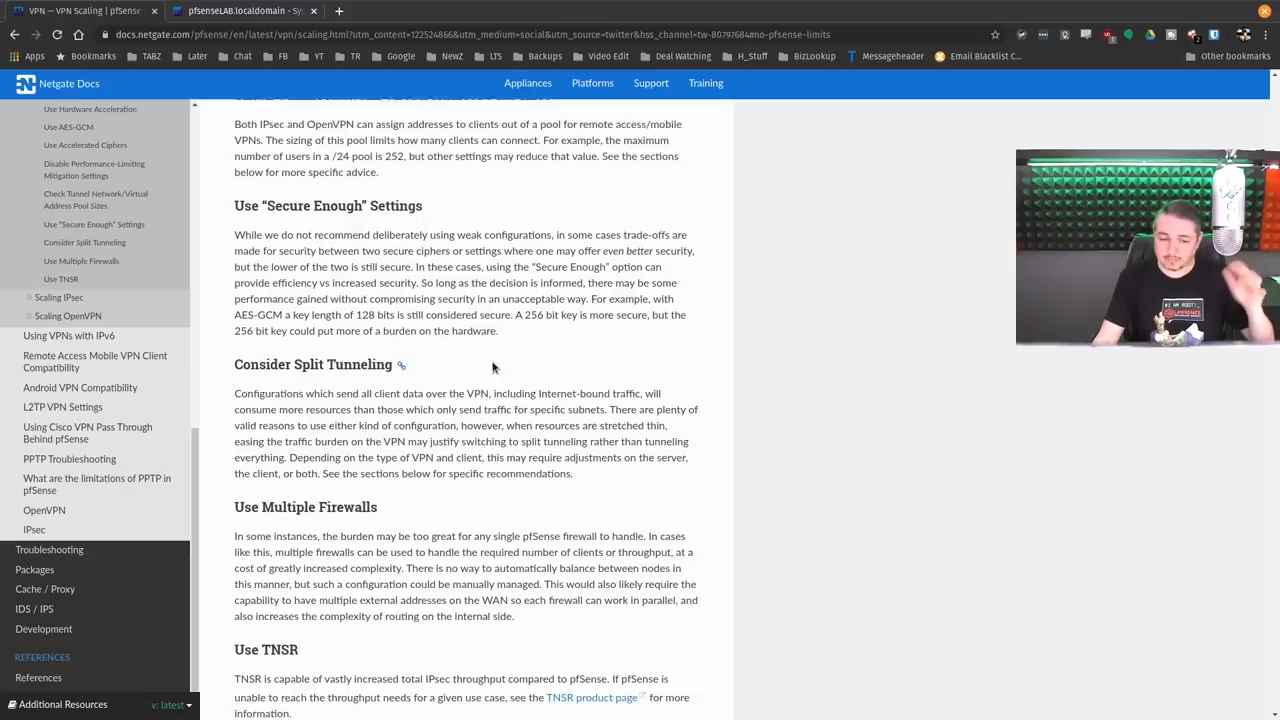 VPN — VPN Scaling | pfSense
pfsenseLAB.localdomain - Sys
docs.netgate.com/pfsense/en/latest/vpn/scaling.html?utm_content=122524866&utm_medium=social&utm_source=twitter&hss_channel=tw-80797684#no-pfsense-limits
Apps
Bookmarks
TABZ
Later
Chat
FB
H_YT
YT
TR
Google
NewZ
LTS
Backups
Video Edit
Deal Watching
H_Stuff
BizLookup
Messageheader
Email Blacklist C...
Other bookmarks
Netgate Docs
Appliances
Platforms
Support
Training
Use Hardware Acceleration
Use AES-GCM
Use Accelerated Ciphers
Disable Performance-Limiting
Mitigation Settings
Check Tunnel Network/Virtual
Address Pool Sizes
Use “Secure Enough” Settings
Consider Split Tunneling
Use Multiple Firewalls
Use TNSR
Scaling IPsec
Scaling OpenVPN
Using VPNs with IPv6
Remote Access Mobile VPN Client
Compatibility
Android VPN Compatibility
L2TP VPN Settings
Using Cisco VPN Pass Through
Behind pfSense
PPTP Troubleshooting
What are the limitations of PPTP in
pfSense
OpenVPN
IPsec
Troubleshooting
Packages
Cache / Proxy
IDS / IPS
Development
REFERENCES
References
Additional Resources
v: latest
Both IPsec and OpenVPN can assign addresses to clients out of a pool for remote access/mobile
VPNs. The sizing of this pool limits how many clients can connect. For example, the maximum
number of users in a /24 pool is 252, but other settings may reduce that value. See the sections
below for more specific advice.
Use “Secure Enough” Settings
While we do not recommend deliberately using weak configurations, in some cases trade-offs are
made for security between two secure ciphers or settings where one may offer even better security,
but the lower of the two is still secure. In these cases, using the “Secure Enough” option can
provide efficiency vs increased security. So long as the decision is informed, there may be some
performance gained without compromising security in an unacceptable way. For example, with
AES-GCM a key length of 128 bits is still considered secure. A 256 bit key is more secure, but the
256 bit key could put more of a burden on the hardware.
Consider Split Tunneling
Configurations which send all client data over the VPN, including Internet-bound traffic, will
consume more resources than those which only send traffic for specific subnets. There are plenty of
valid reasons to use either kind of configuration, however, when resources are stretched thin,
easing the traffic burden on the VPN may justify switching to split tunneling rather than tunneling
everything. Depending on the type of VPN and client, this may require adjustments on the server,
the client, or both. See the sections below for specific recommendations.
Use Multiple Firewalls
In some instances, the burden may be too great for any single pfSense firewall to handle. In cases
like this, multiple firewalls can be used to handle the required number of clients or throughput, at a
cost of greatly increased complexity. There is no way to automatically balance between nodes in
this manner, but such a configuration could be manually managed. This would also likely require the
capability to have multiple external addresses on the WAN so each firewall can work in parallel, and
also increases the complexity of routing on the internal side.
Use TNSR
TNSR is capable of vastly increased total IPsec throughput compared to pfSense. If pfSense is
unable to reach the throughput needs for a given use case, see the TNSR product page for more
information.